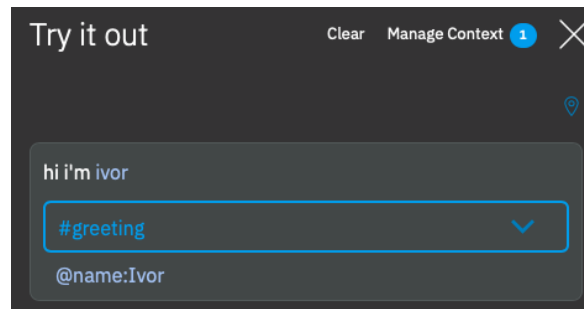 Try it out Clear Manage Context 1
hi i'm ivor
#greeting
@name:Ivor